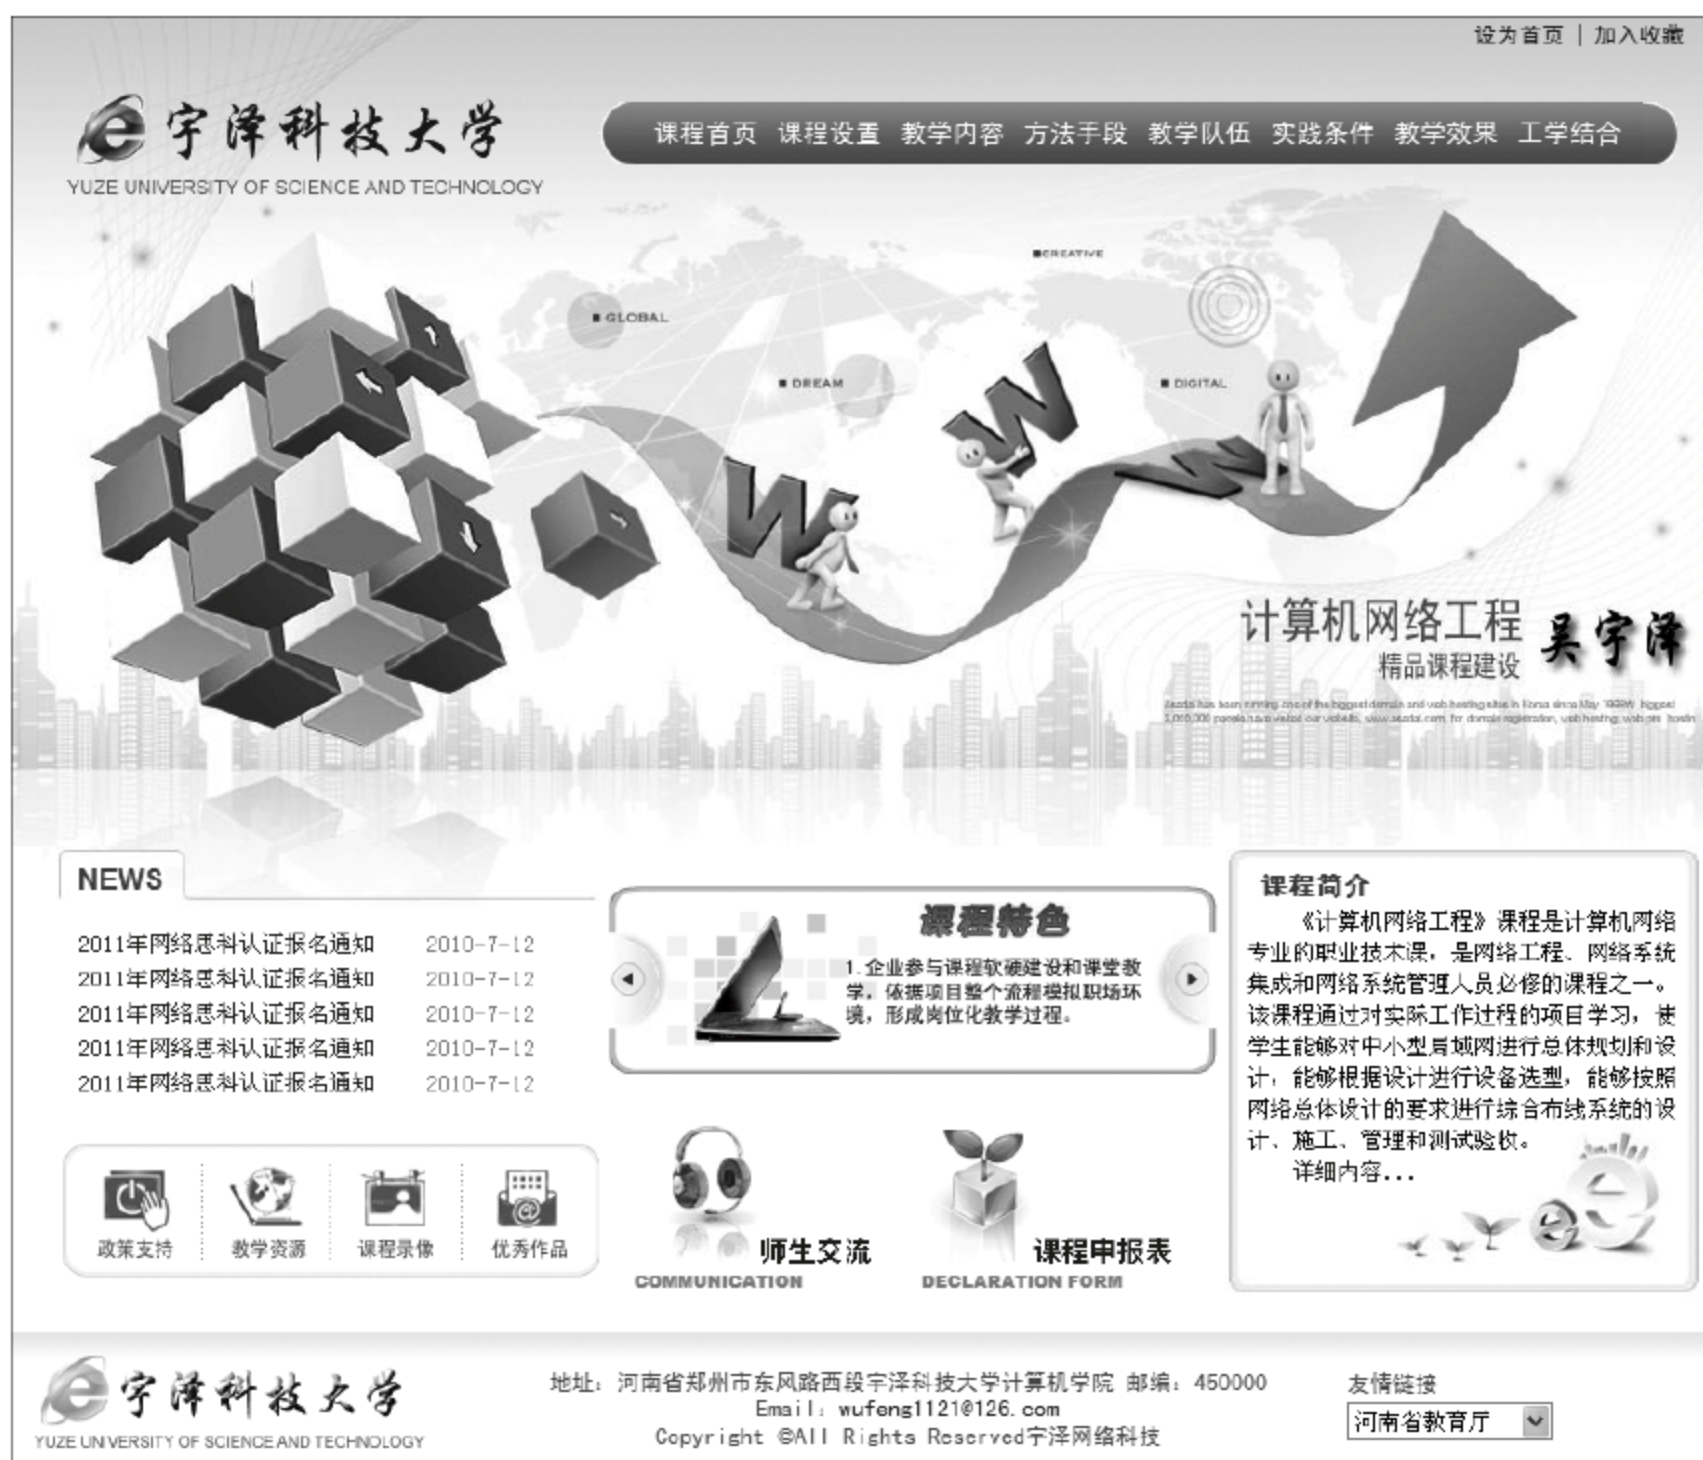 设为首页 | 加入收藏
宇泽科技大学
YUZE UNIVERSITY OF SCIENCE AND TECHNOLOGY
课程首页 课程设置 教学内容 方法手段 教学队伍 实践条件 教学效果 工学结合
CREATIVE
GLOBAL
DREAM
DIGITAL
W
W
W
计算机网络工程
精品课程建设
吴宇泽
NEWS
2011年网络思科认证报名通知 2010-7-12
2011年网络思科认证报名通知 2010-7-12
2011年网络思科认证报名通知 2010-7-12
2011年网络思科认证报名通知 2010-7-12
2011年网络思科认证报名通知 2010-7-12
课程特色
1.企业参与课程软硬建设和课堂教
学，依据项目整个流程模拟职场环
境，形成岗位化教学过程。
课程简介
《计算机网络工程》课程是计算机网络
专业的职业技术课，是网络工程、网络系统
集成和网络系统管理人员必修的课程之一。
该课程通过对实际工作过程的项目学习，使
学生能够对中小型局域网进行总体规划和设
计，能够根据设计进行设备选型，能够按照
网络总体设计的要求进行综合布线系统的设
计、施工、管理和测试验收。
详细内容...
政策支持 教学资源 课程录像 优秀作品
师生交流
COMMUNICATION
课程申报表
DECLARATION FORM
宇泽科技大学
YUZE UNIVERSITY OF SCIENCE AND TECHNOLOGY
地址：河南省郑州市东风路西段宇泽科技大学计算机学院 邮编：450000
Email：wufeng1121@126.com
Copyright ©All Rights Reserved宇泽网络科技
友情链接
河南省教育厅